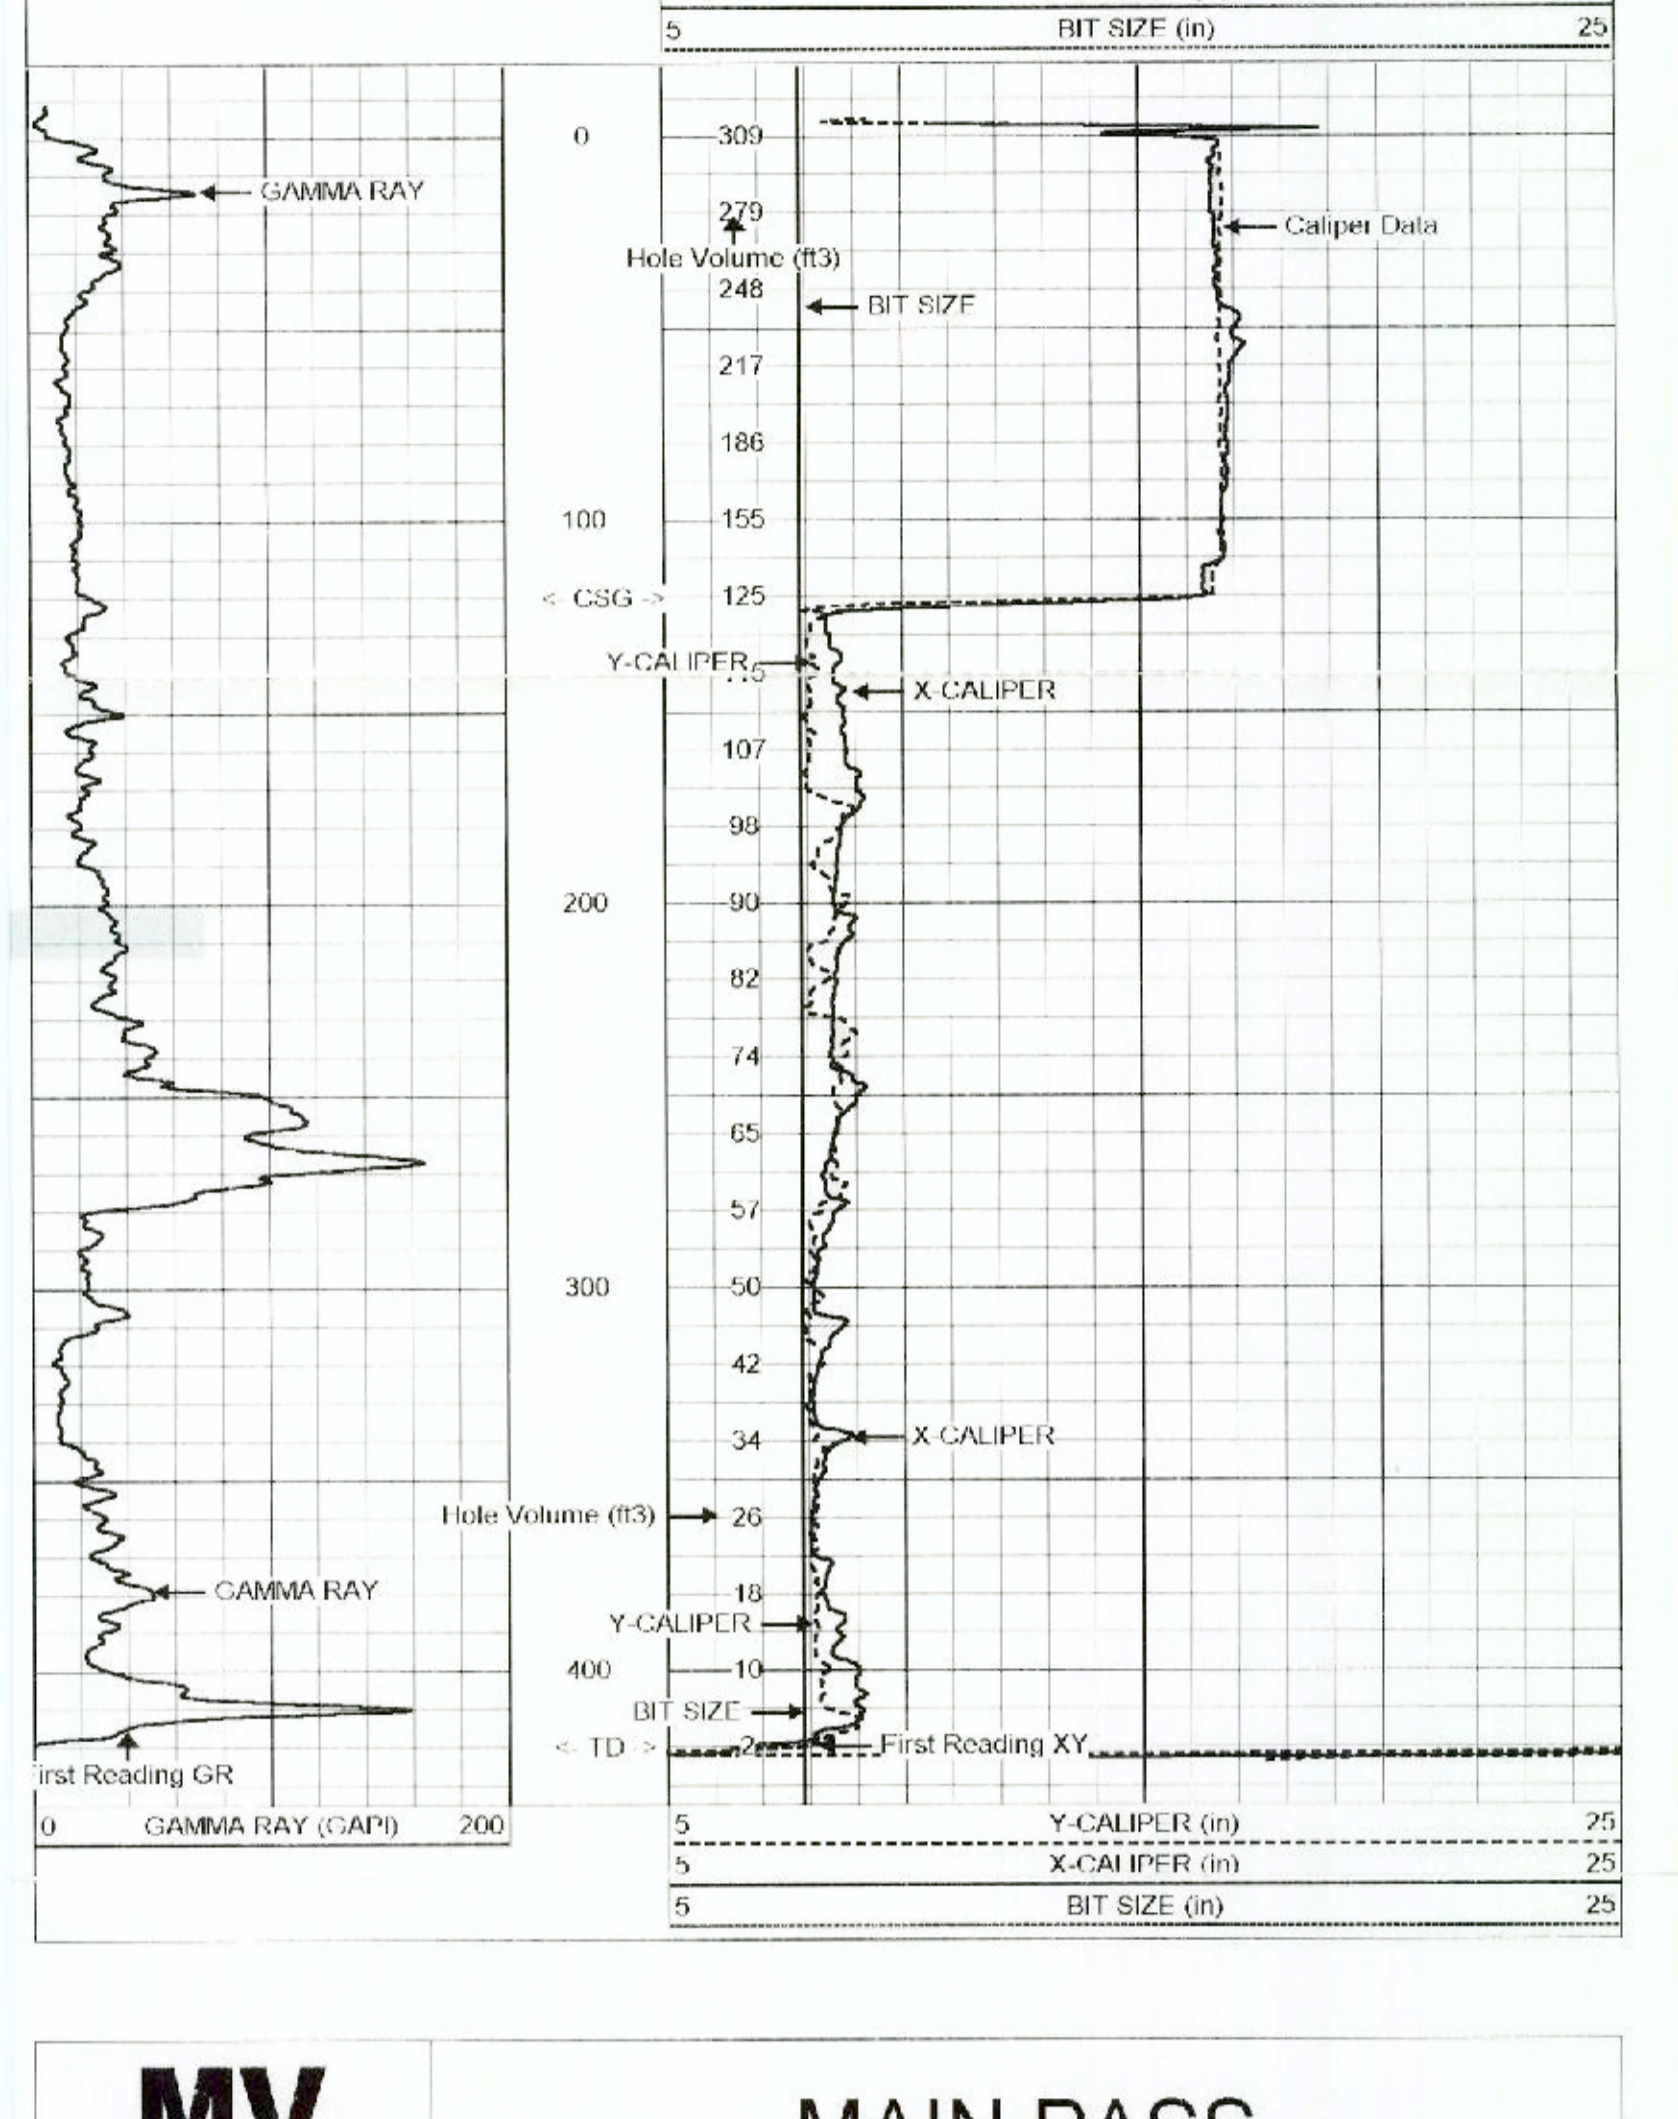 5 BIT SIZE (in) 25
0 309
GAMMA RAY
279
Caliper Data
Hole Volume (ft3)
248
BIT SIZE
217
186
100 155
<- CSG -> 125
Y-CALIPER
X-CALIPER
107
98
200 90
82
74
65
57
300 50
42
34 X-CALIPER
Hole Volume (ft3) 26
GAMMA RAY 18
Y-CALIPER
400 10
BIT SIZE
<- TD -> 2 First Reading XY
irst Reading GR
0 GAMMA RAY (GAPI) 200
5 Y-CALIPER (in) 25
5 X-CALIPER (in) 25
5 BIT SIZE (in) 25
MAIN PASS